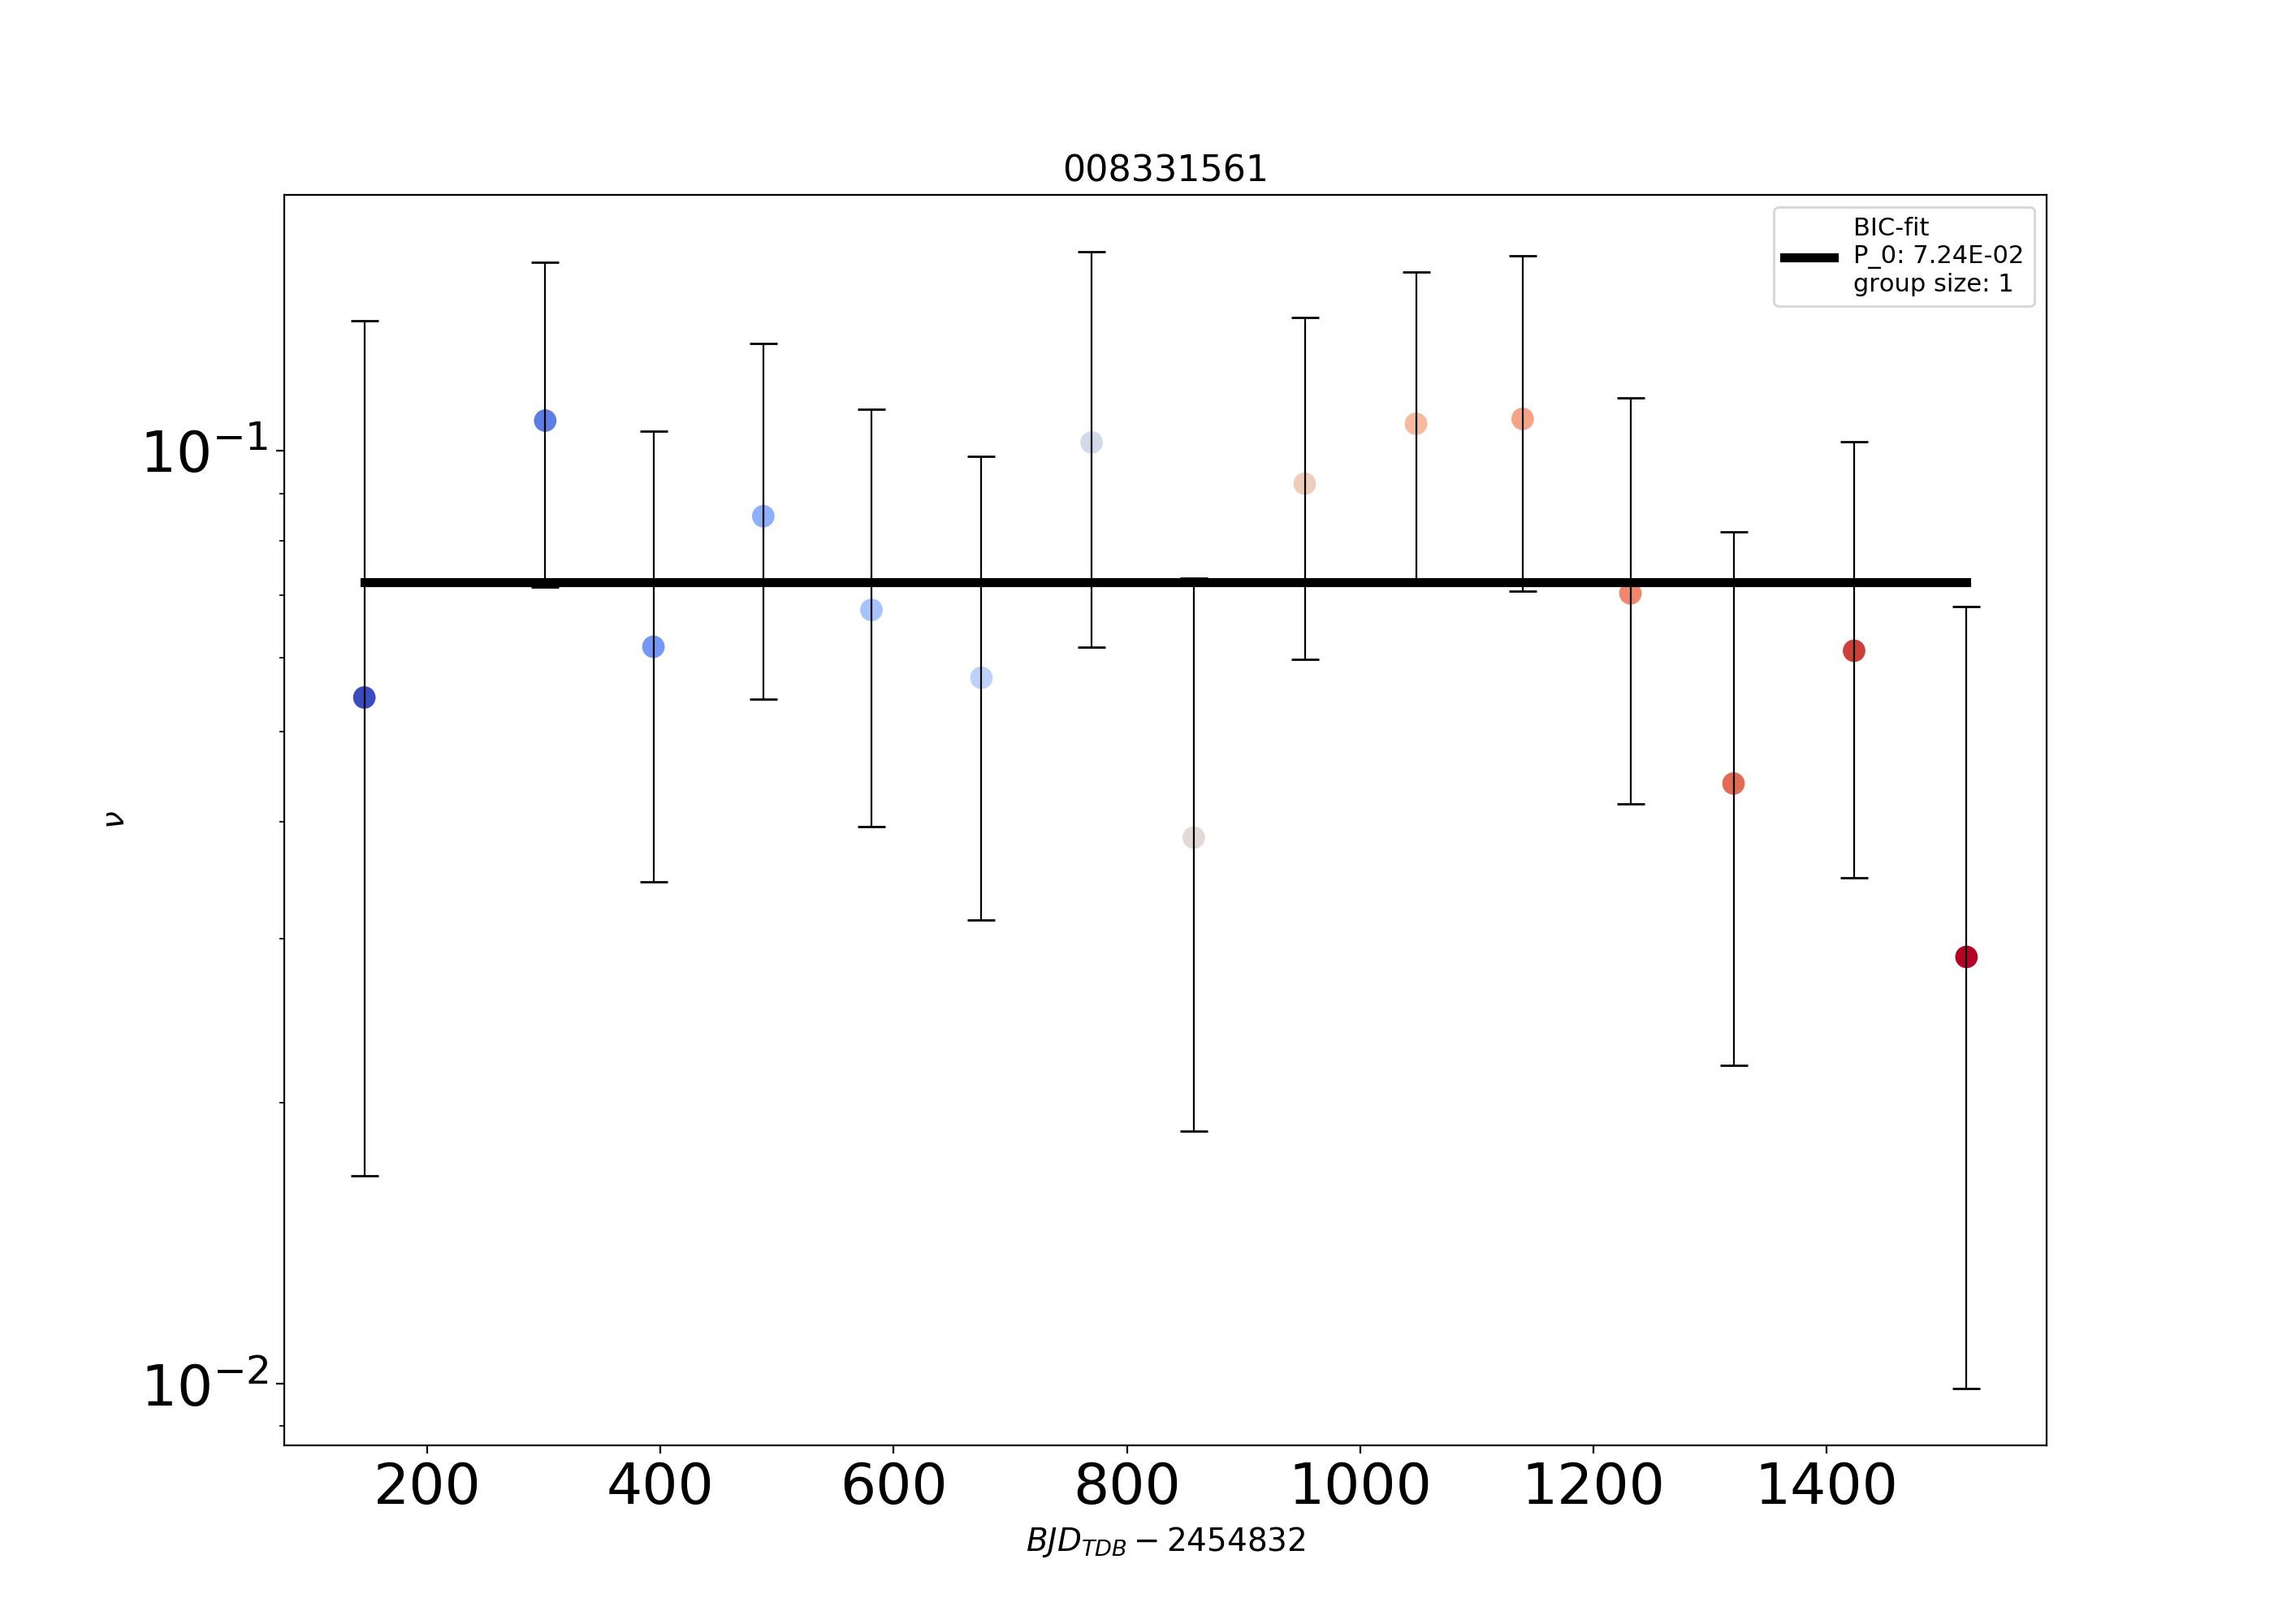 008331561
BIC-fit
P_0: 7.24E-02
group size: 1
10⁻¹
ν
10⁻²
200 400 600 800 1000 1200 1400
BJD_TDB − 2454832